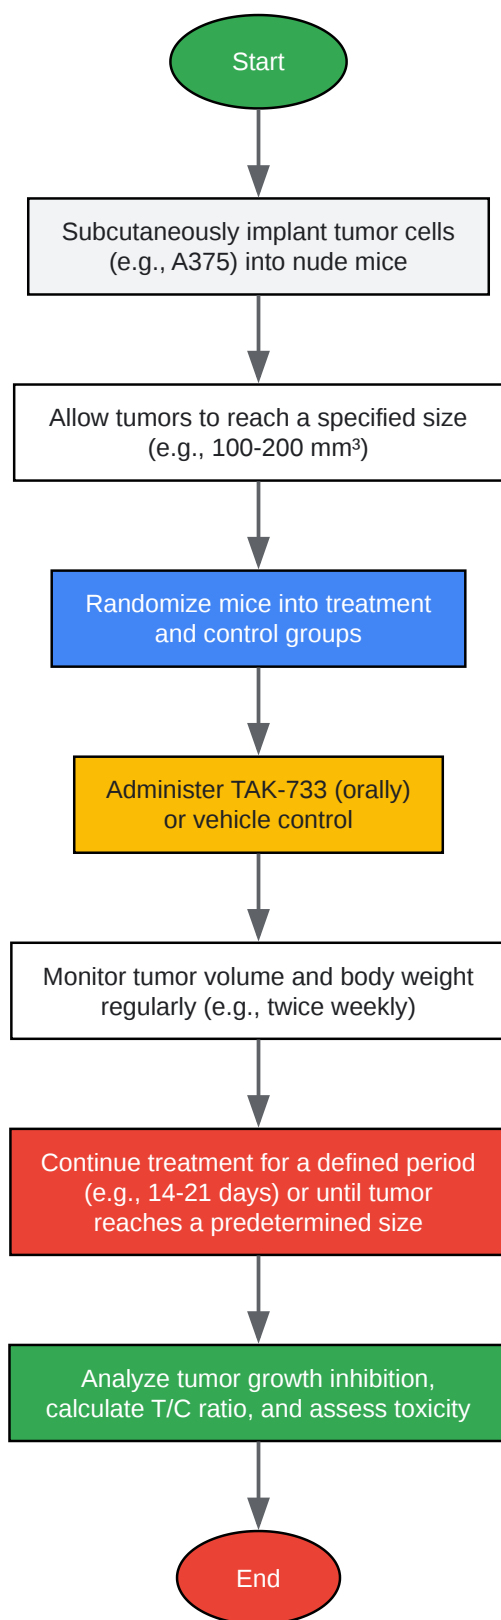 Start
Subcutaneously implant tumor cells
(e.g., A375) into nude mice
Allow tumors to reach a specified size
(e.g., 100-200 mm³)
Randomize mice into treatment
and control groups
Administer TAK-733 (orally)
or vehicle control
Monitor tumor volume and body weight
regularly (e.g., twice weekly)
Continue treatment for a defined period
(e.g., 14-21 days) or until tumor
reaches a predetermined size
Analyze tumor growth inhibition,
calculate T/C ratio, and assess toxicity
End